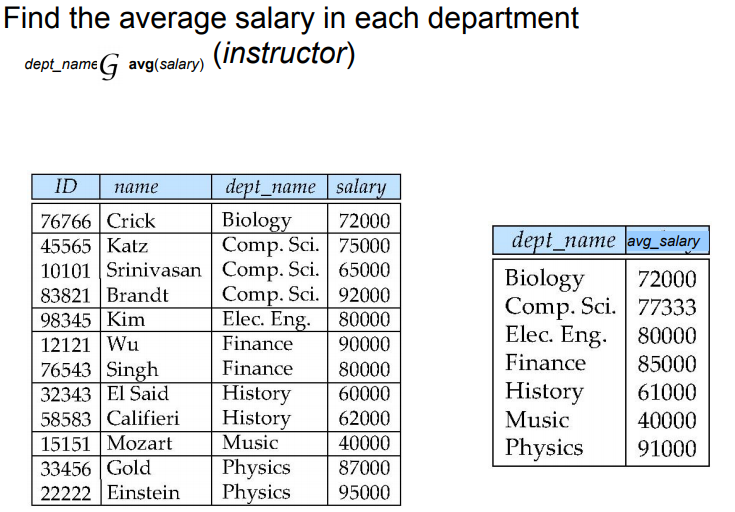 Find the average salary in each department
dept_name G avg(salary) (instructor)
ID name dept_name salary
76766 Crick Biology 72000
45565 Katz Comp. Sci. 75000
10101 Srinivasan Comp. Sci. 65000
83821 Brandt Comp. Sci. 92000
98345 Kim Elec. Eng. 80000
12121 Wu Finance 90000
76543 Singh Finance 80000
32343 El Said History 60000
58583 Califieri History 62000
15151 Mozart Music 40000
33456 Gold Physics 87000
22222 Einstein Physics 95000
dept_name avg_salary
Biology 72000
Comp. Sci. 77333
Elec. Eng. 80000
Finance 85000
History 61000
Music 40000
Physics 91000